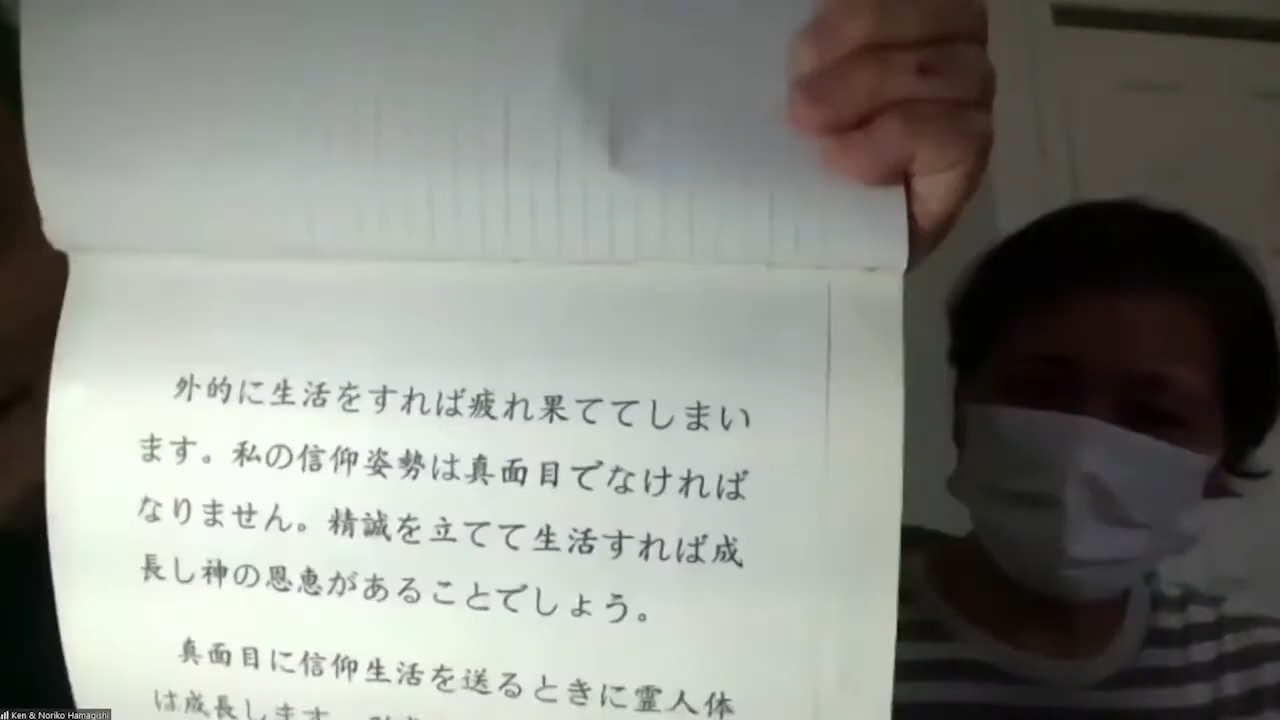 外的に生活をすれば疲れ果ててしまい
ます。私の信仰姿勢は真面目でなければ
なりません。精誠を立てて生活すれば成
長し神の恩恵があることでしょう。
真面目に信仰生活を送るときに霊人体
は成長します。
Ken & Noriko Hamagishi